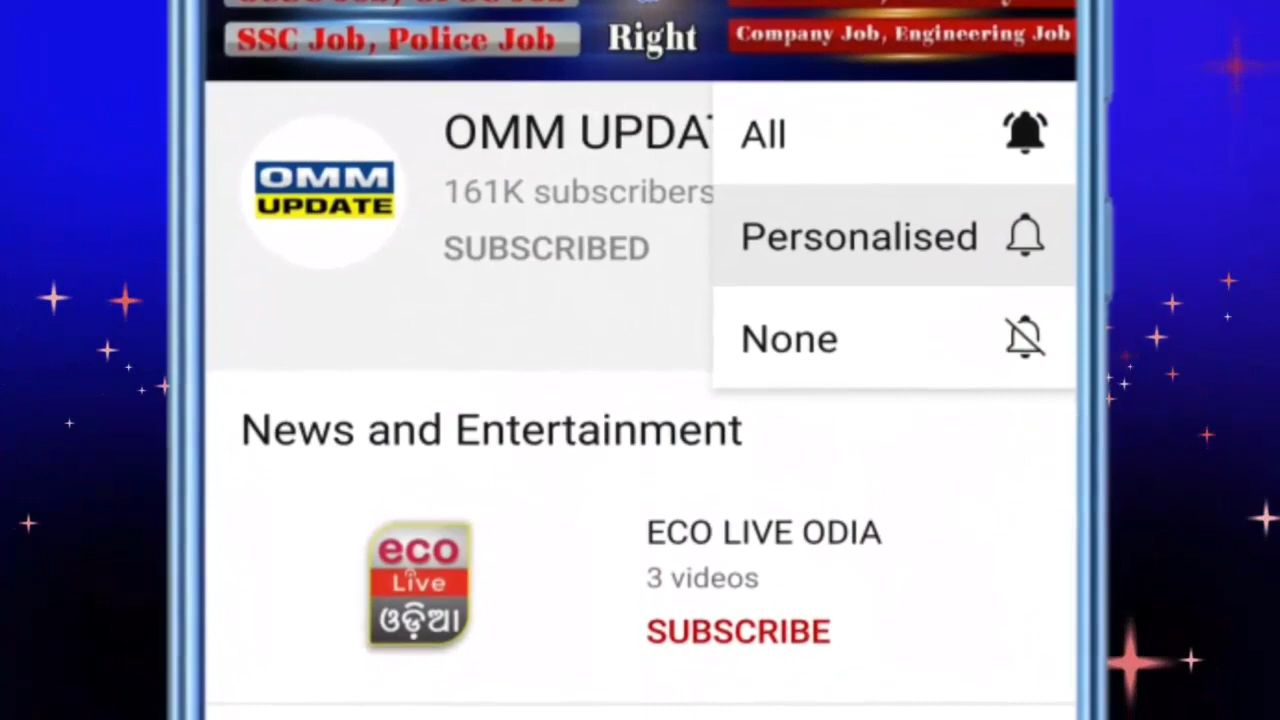 SSC Job, Police Job
Right
Company Job, Engineering Job
OMM UPDA
161K subscribers
SUBSCRIBED
OMM
UPDATE
All
Personalised
None
News and Entertainment
eco
Live
ଓଡ଼ିଆ
ECO LIVE ODIA
3 videos
SUBSCRIBE